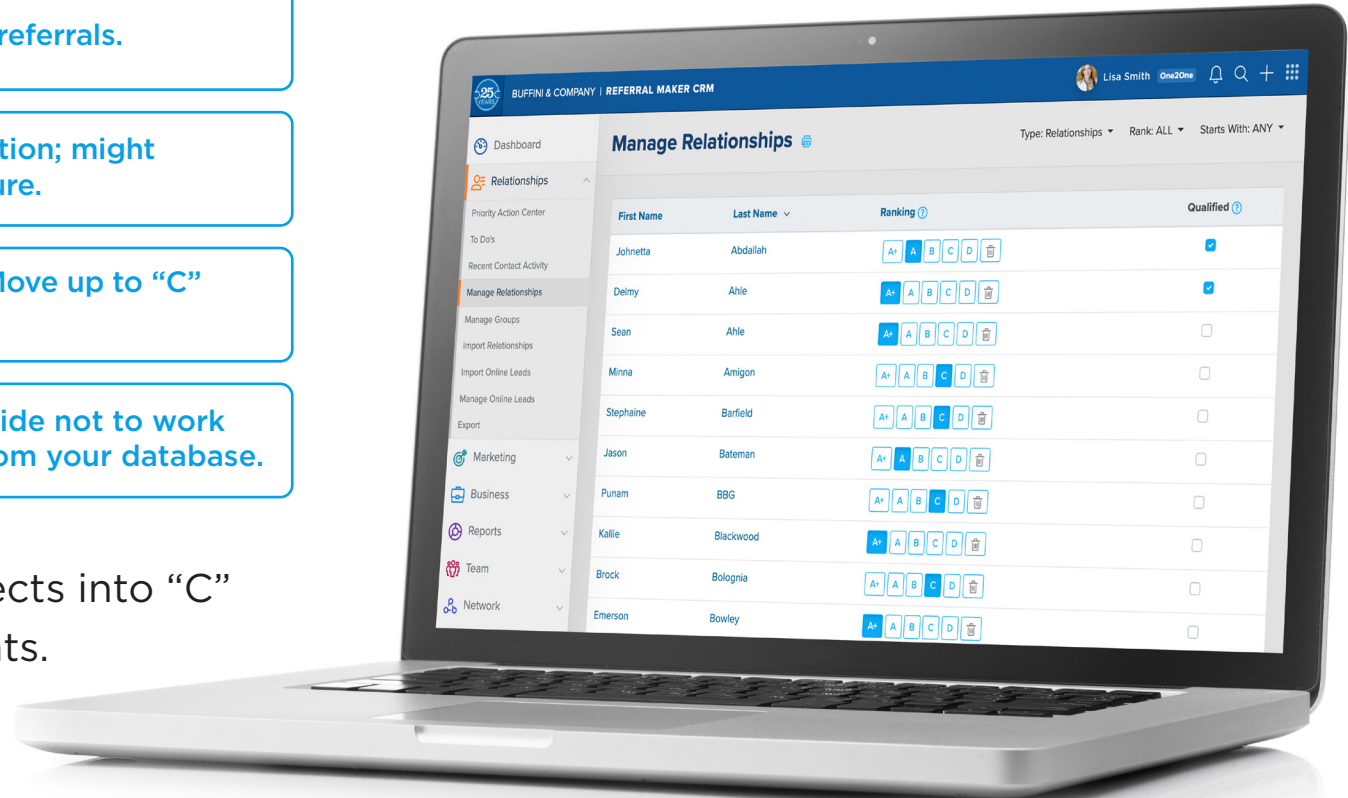 referrals.
tion; might
ure.
Move up to “C”
ide not to work
om your database.
ects into “C”
ts.
25
YEARS
BUFFINI & COMPANY | REFERRAL MAKER CRM
Lisa Smith One2One
Dashboard
Relationships
Priority Action Center
To Do's
Recent Contact Activity
Manage Relationships
Manage Groups
Import Relationships
Import Online Leads
Manage Online Leads
Export
Marketing
Business
Reports
Team
Network
Manage Relationships
Type: Relationships Rank: ALL Starts With: ANY
First Name Last Name Ranking ? Qualified ?
Johnetta Abdallah A+ A B C D
Delmy Ahle A+ A B C D
Sean Ahle A+ A B C D
Minna Amigon A+ A B C D
Stephaine Barfield A+ A B C D
Jason Bateman A+ A B C D
Punam BBG A+ A B C D
Kallie Blackwood A+ A B C D
Brock Bolognia A+ A B C D
Emerson Bowley A+ A B C D